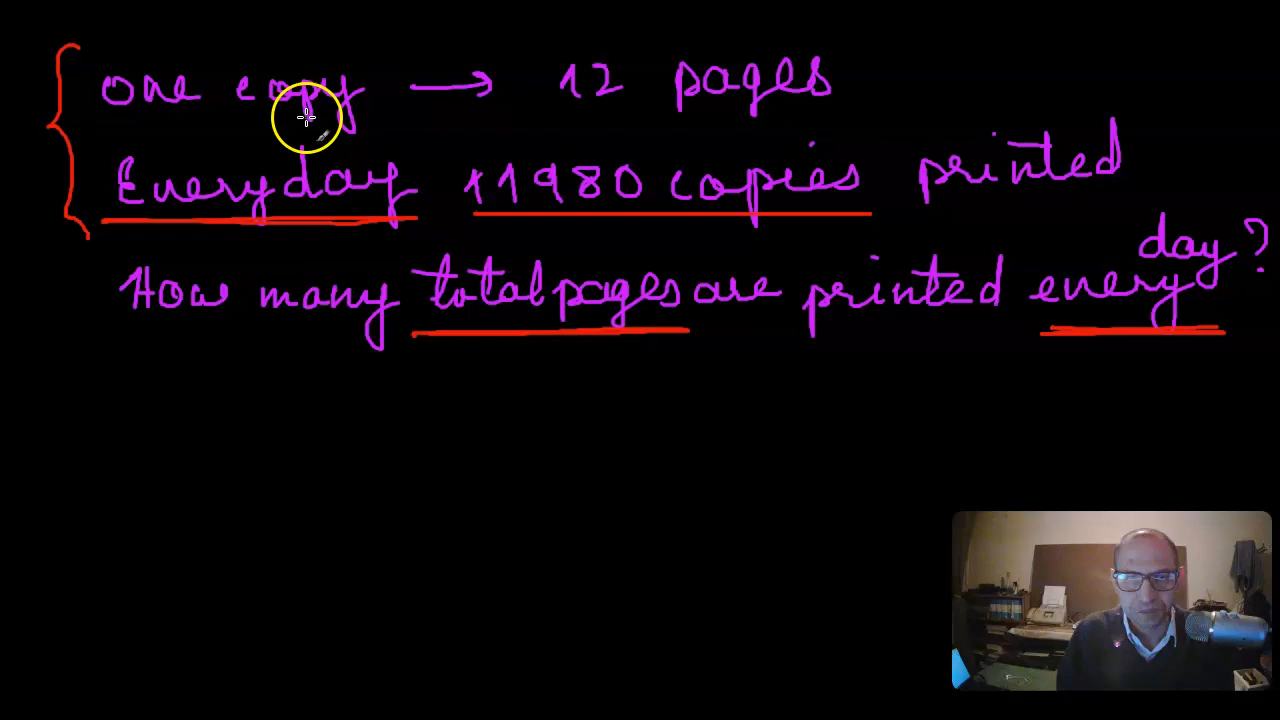 One copy → 12 pages
Everyday 11980 copies printed
How many total pages are printed every day?